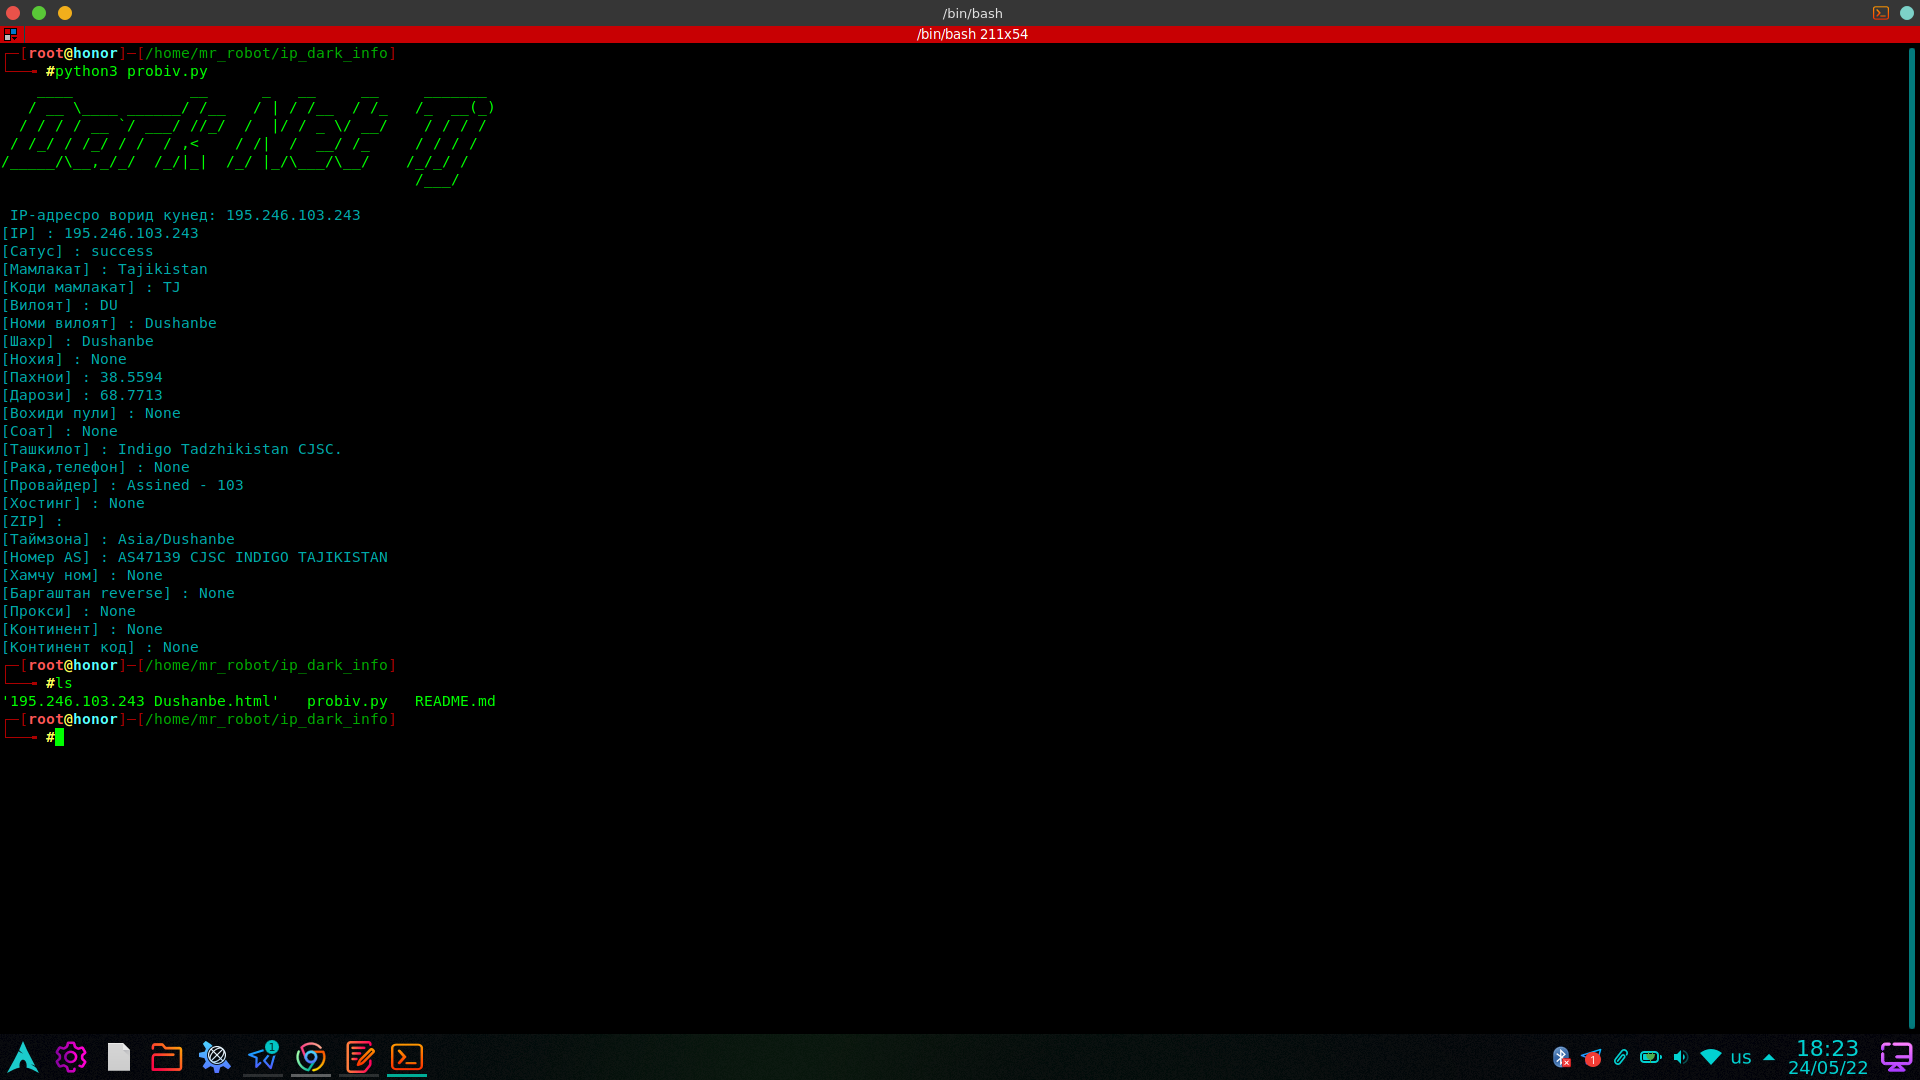 /bin/bash
/bin/bash 211x54
[root@honor]-[/home/mr_robot/ip_dark_info]
#python3 probiv.py
Dark Net Tj
IP-адресро ворид кунед: 195.246.103.243
[IP] : 195.246.103.243
[Сатус] : success
[Мамлакат] : Tajikistan
[Коди мамлакат] : TJ
[Вилоят] : DU
[Номи вилоят] : Dushanbe
[Шахр] : Dushanbe
[Нохия] : None
[Пахнои] : 38.5594
[Дарози] : 68.7713
[Вохиди пули] : None
[Соат] : None
[Ташкилот] : Indigo Tadzhikistan CJSC.
[Рака,телефон] : None
[Провайдер] : Assined - 103
[Хостинг] : None
[ZIP] :
[Таймзона] : Asia/Dushanbe
[Номер AS] : AS47139 CJSC INDIGO TAJIKISTAN
[Хамчу ном] : None
[Баргаштан reverse] : None
[Прокси] : None
[Континент] : None
[Континент код] : None
[root@honor]-[/home/mr_robot/ip_dark_info]
#ls
'195.246.103.243 Dushanbe.html'   probiv.py   README.md
[root@honor]-[/home/mr_robot/ip_dark_info]
#
1
1
us
18:23
24/05/22